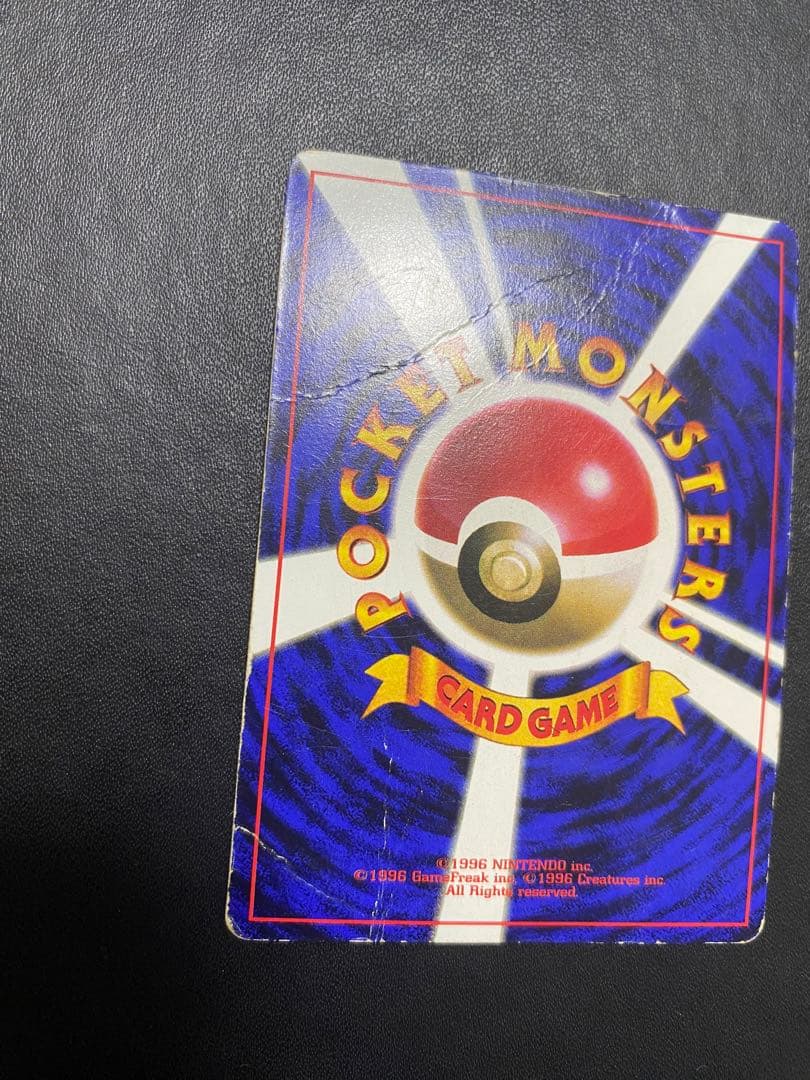 POCKET MONSTERS
CARD GAME
©1996 NINTENDO inc.
©1996 GameFreak inc. ©1996 Creatures inc.
All Rights reserved.